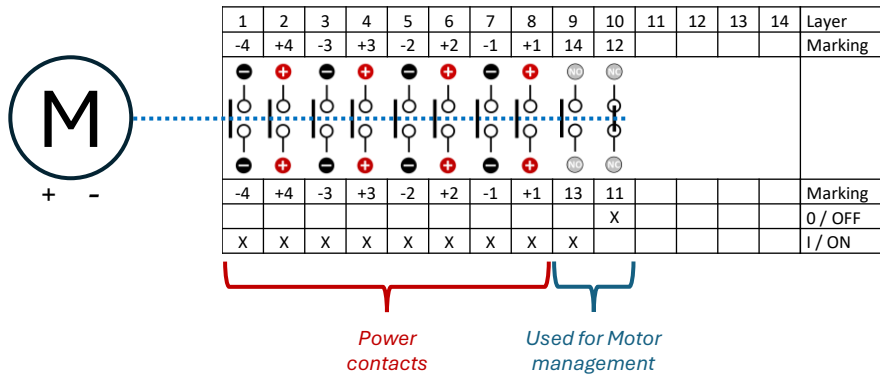 1 2 3 4 5 6 7 8 9 10 11 12 13 14 Layer
-4 +4 -3 +3 -2 +2 -1 +1 14 12 Marking
− + − + − + − + NO NO
M
− + − + − + − + NC NC
+ -
-4 +4 -3 +3 -2 +2 -1 +1 13 11 Marking
X 0 / OFF
X X X X X X X X X I / ON
Power
contacts
Used for Motor
management